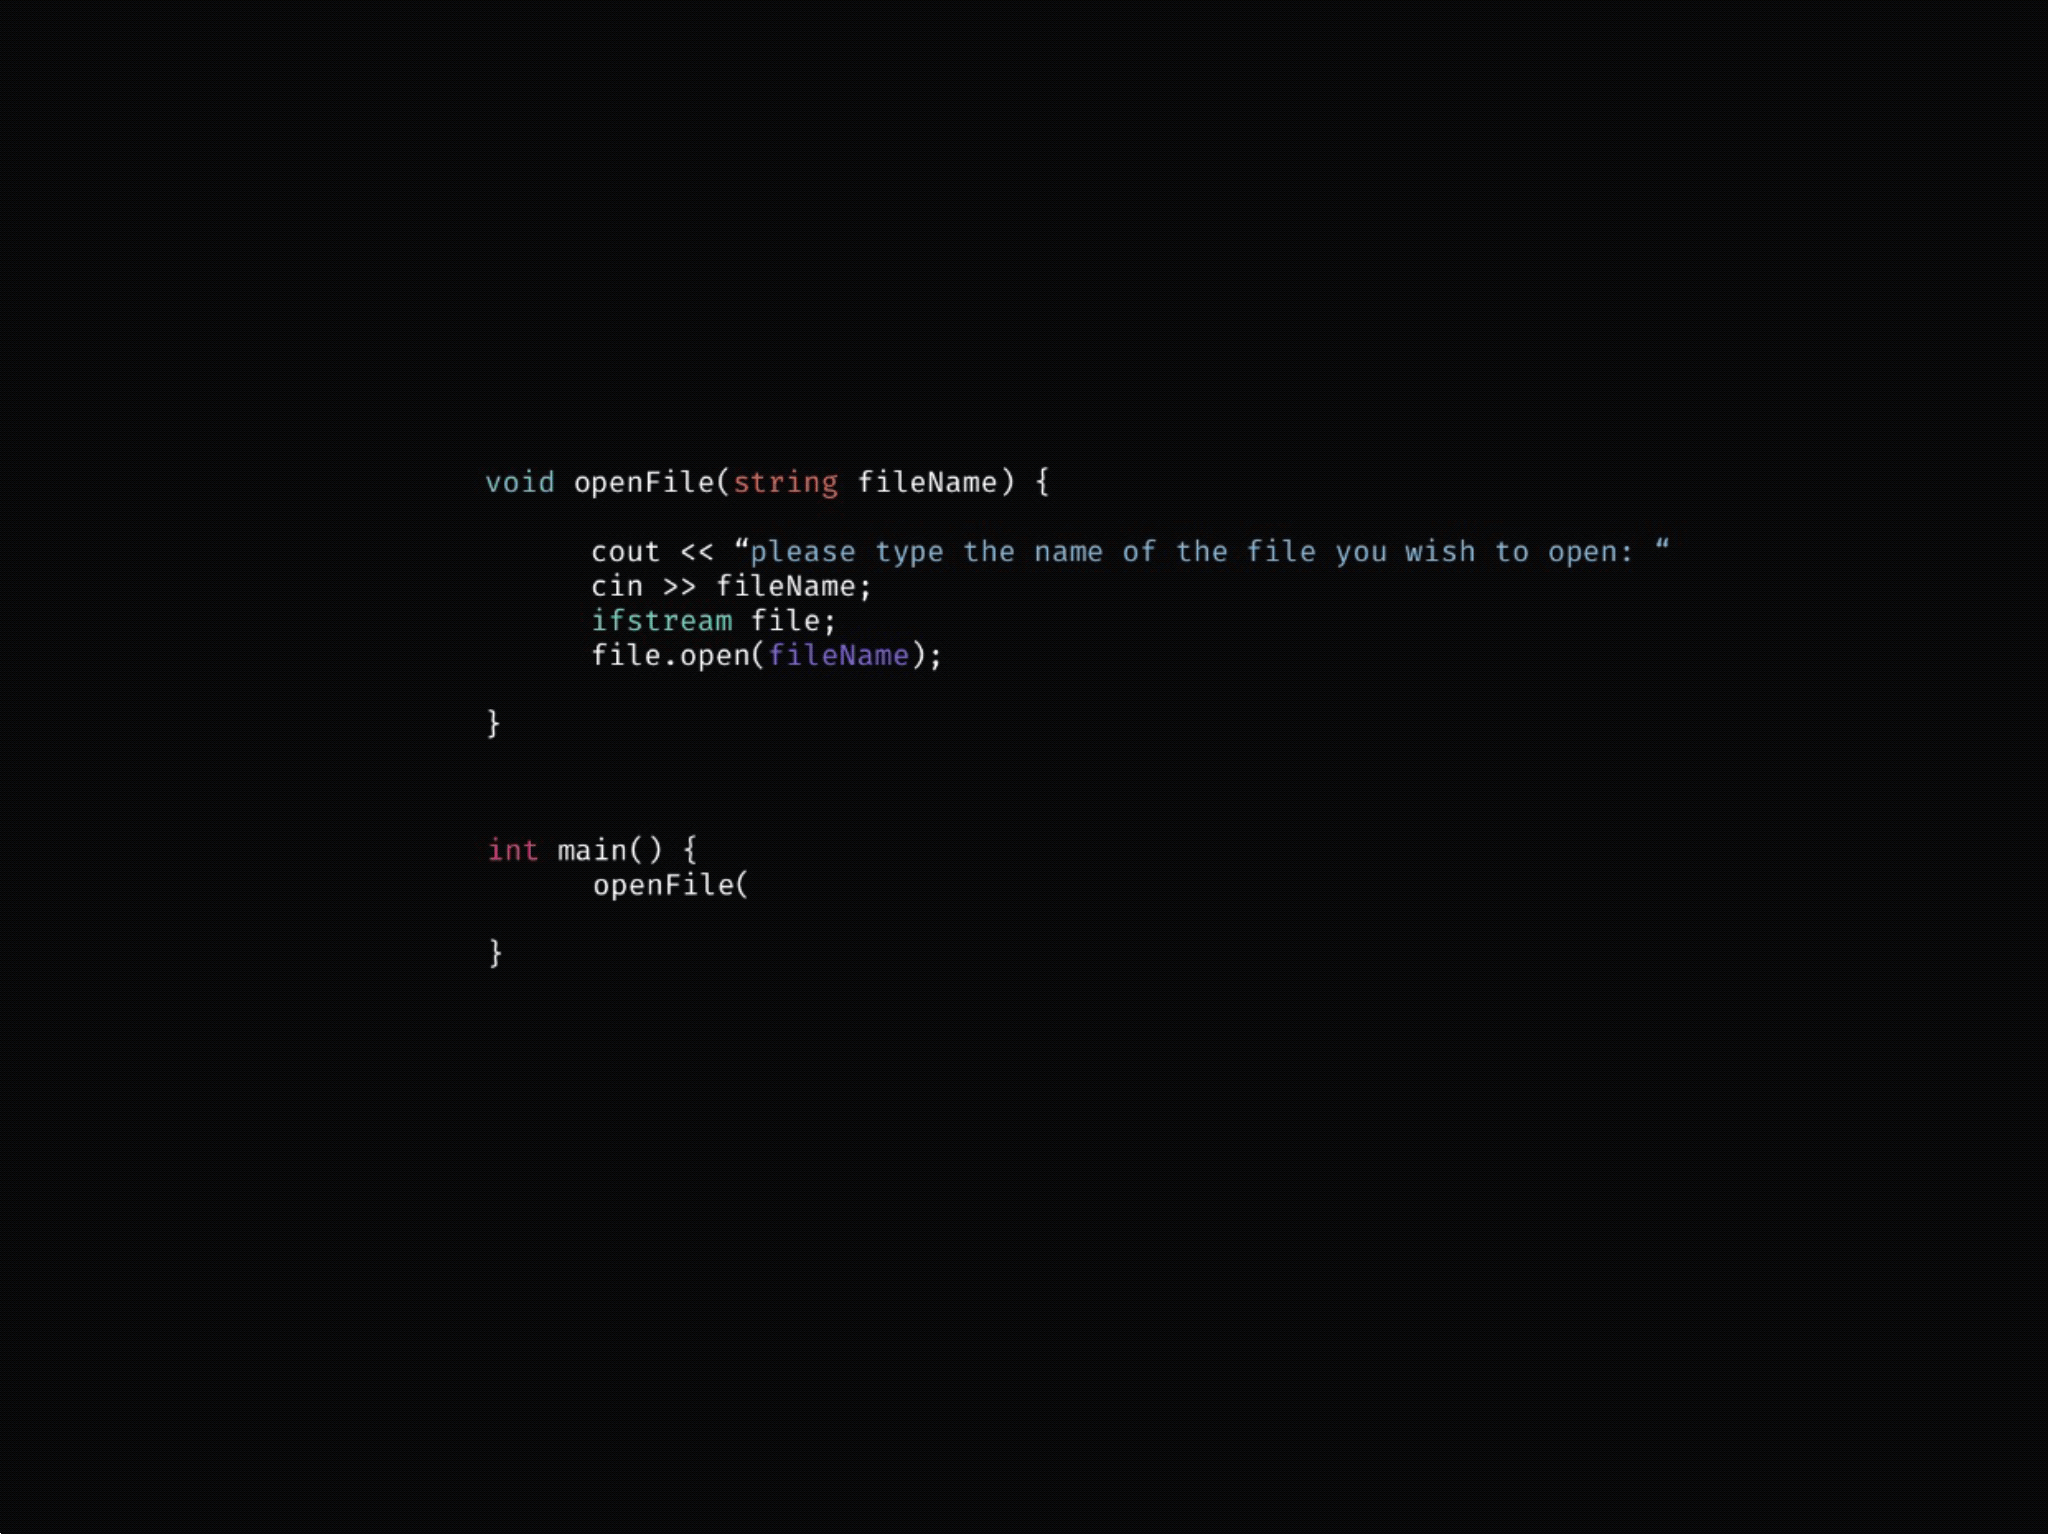 void openFile(string fileName) {
cout << “please type the name of the file you wish to open: “
cin >> fileName;
ifstream file;
file.open(fileName);
}
int main() {
openFile(
}